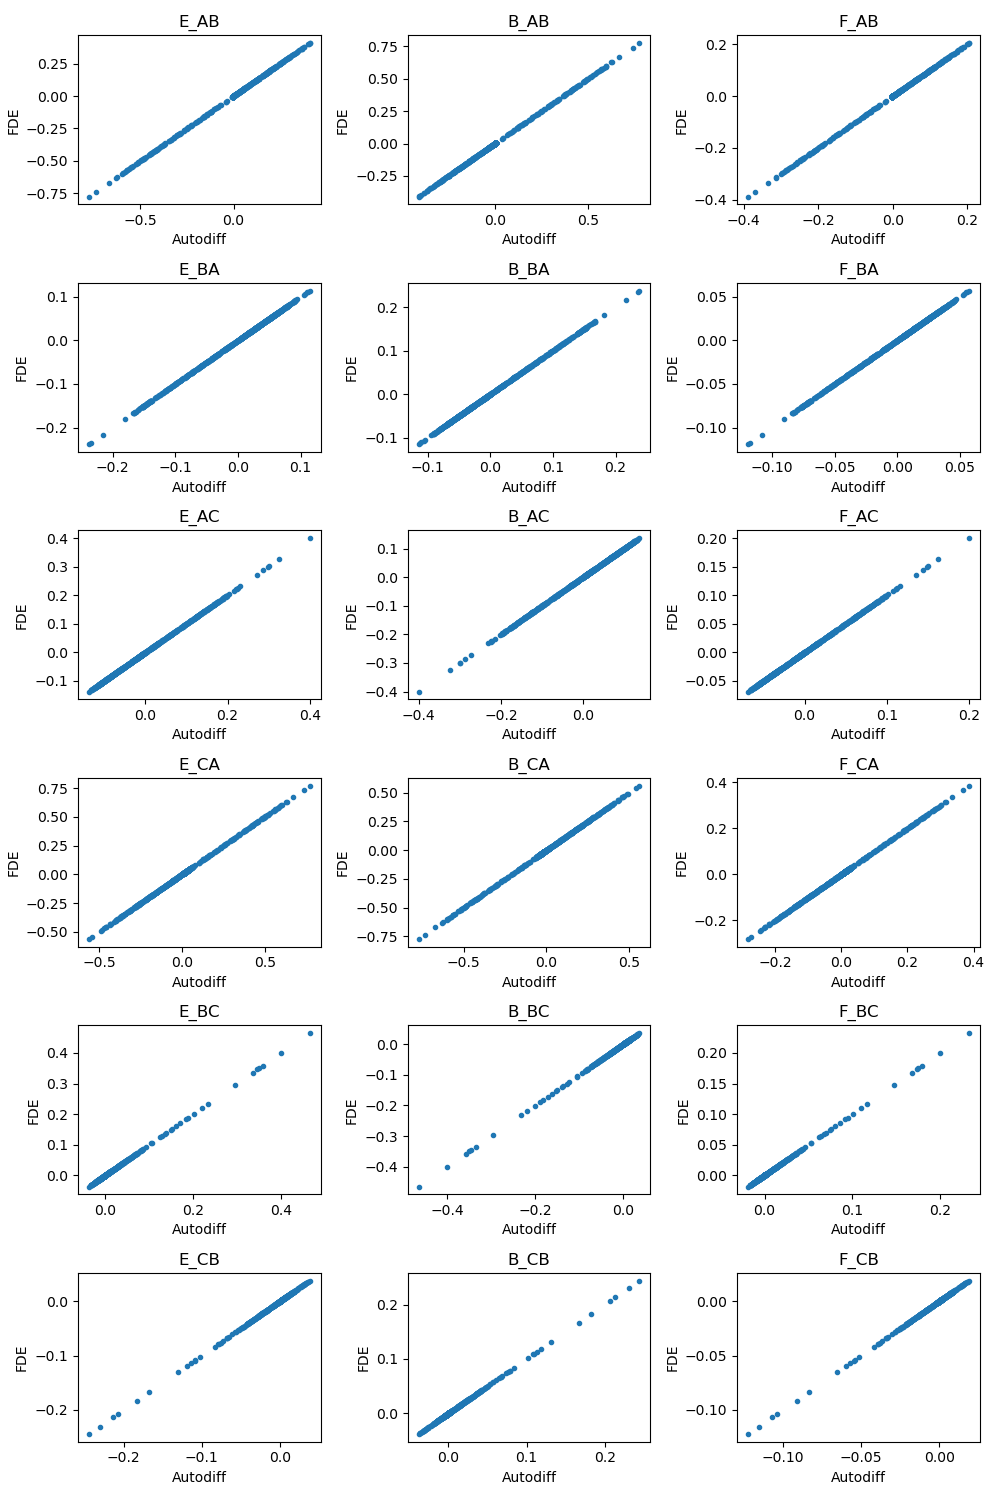 E_AB B_AB F_AB
0.25
0.00
−0.25
−0.50
−0.75
FDE
−0.5 0.0
Autodiff
0.75
0.50
0.25
0.00
−0.25
FDE
0.0 0.5
Autodiff
0.2
0.0
−0.2
−0.4
FDE
−0.4 −0.2 0.0 0.2
Autodiff
E_BA B_BA F_BA
0.1
0.0
−0.1
−0.2
FDE
−0.2 −0.1 0.0 0.1
Autodiff
0.2
0.1
0.0
−0.1
FDE
−0.1 0.0 0.1 0.2
Autodiff
0.05
0.00
−0.05
−0.10
FDE
−0.10 −0.05 0.00 0.05
Autodiff
E_AC B_AC F_AC
0.4
0.3
0.2
0.1
0.0
−0.1
FDE
0.0 0.2 0.4
Autodiff
0.1
0.0
−0.1
−0.2
−0.3
−0.4
FDE
−0.4 −0.2 0.0
Autodiff
0.20
0.15
0.10
0.05
0.00
−0.05
FDE
0.0 0.1 0.2
Autodiff
E_CA B_CA F_CA
0.75
0.50
0.25
0.00
−0.25
−0.50
FDE
−0.5 0.0 0.5
Autodiff
0.50
0.25
0.00
−0.25
−0.50
−0.75
FDE
−0.5 0.0 0.5
Autodiff
0.4
0.2
0.0
−0.2
FDE
−0.2 0.0 0.2 0.4
Autodiff
E_BC B_BC F_BC
0.4
0.3
0.2
0.1
0.0
FDE
0.0 0.2 0.4
Autodiff
0.0
−0.1
−0.2
−0.3
−0.4
FDE
−0.4 −0.2 0.0
Autodiff
0.20
0.15
0.10
0.05
0.00
FDE
0.0 0.1 0.2
Autodiff
E_CB B_CB F_CB
0.0
−0.1
−0.2
FDE
−0.2 −0.1 0.0
Autodiff
0.2
0.1
0.0
FDE
0.0 0.1 0.2
Autodiff
0.00
−0.05
−0.10
FDE
−0.10 −0.05 0.00
Autodiff